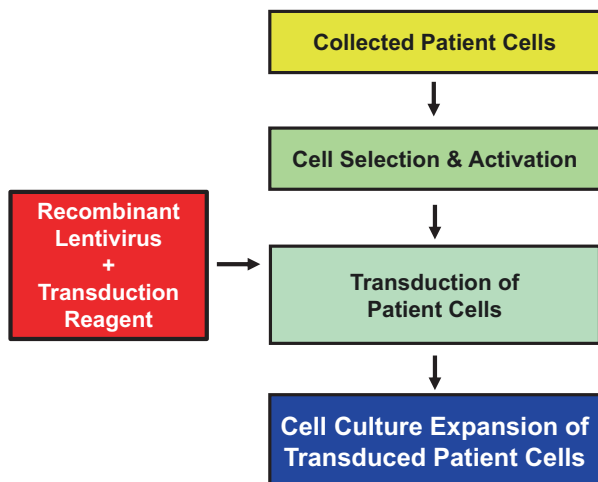 Collected Patient Cells
Cell Selection & Activation
Recombinant
Lentivirus
+
Transduction
Reagent
Transduction of
Patient Cells
Cell Culture Expansion of
Transduced Patient Cells